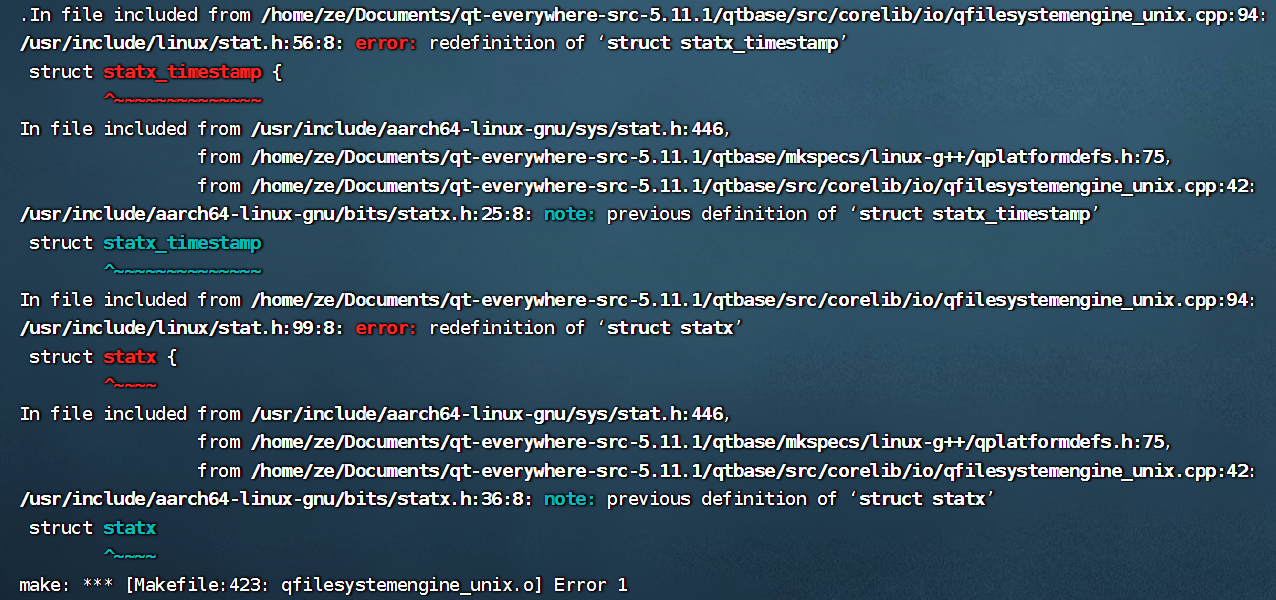 .In file included from /home/ze/Documents/qt-everywhere-src-5.11.1/qtbase/src/corelib/io/qfilesystemengine_unix.cpp:94:
/usr/include/linux/stat.h:56:8: error: redefinition of ‘struct statx_timestamp’
 struct statx_timestamp {
        ^~~~~~~~~~~~~~~
In file included from /usr/include/aarch64-linux-gnu/sys/stat.h:446,
                 from /home/ze/Documents/qt-everywhere-src-5.11.1/qtbase/mkspecs/linux-g++/qplatformdefs.h:75,
                 from /home/ze/Documents/qt-everywhere-src-5.11.1/qtbase/src/corelib/io/qfilesystemengine_unix.cpp:42:
/usr/include/aarch64-linux-gnu/bits/statx.h:25:8: note: previous definition of ‘struct statx_timestamp’
 struct statx_timestamp
        ^~~~~~~~~~~~~~~
In file included from /home/ze/Documents/qt-everywhere-src-5.11.1/qtbase/src/corelib/io/qfilesystemengine_unix.cpp:94:
/usr/include/linux/stat.h:99:8: error: redefinition of ‘struct statx’
 struct statx {
        ^~~~~
In file included from /usr/include/aarch64-linux-gnu/sys/stat.h:446,
                 from /home/ze/Documents/qt-everywhere-src-5.11.1/qtbase/mkspecs/linux-g++/qplatformdefs.h:75,
                 from /home/ze/Documents/qt-everywhere-src-5.11.1/qtbase/src/corelib/io/qfilesystemengine_unix.cpp:42:
/usr/include/aarch64-linux-gnu/bits/statx.h:36:8: note: previous definition of ‘struct statx’
 struct statx
        ^~~~~
make: *** [Makefile:423: qfilesystemengine_unix.o] Error 1